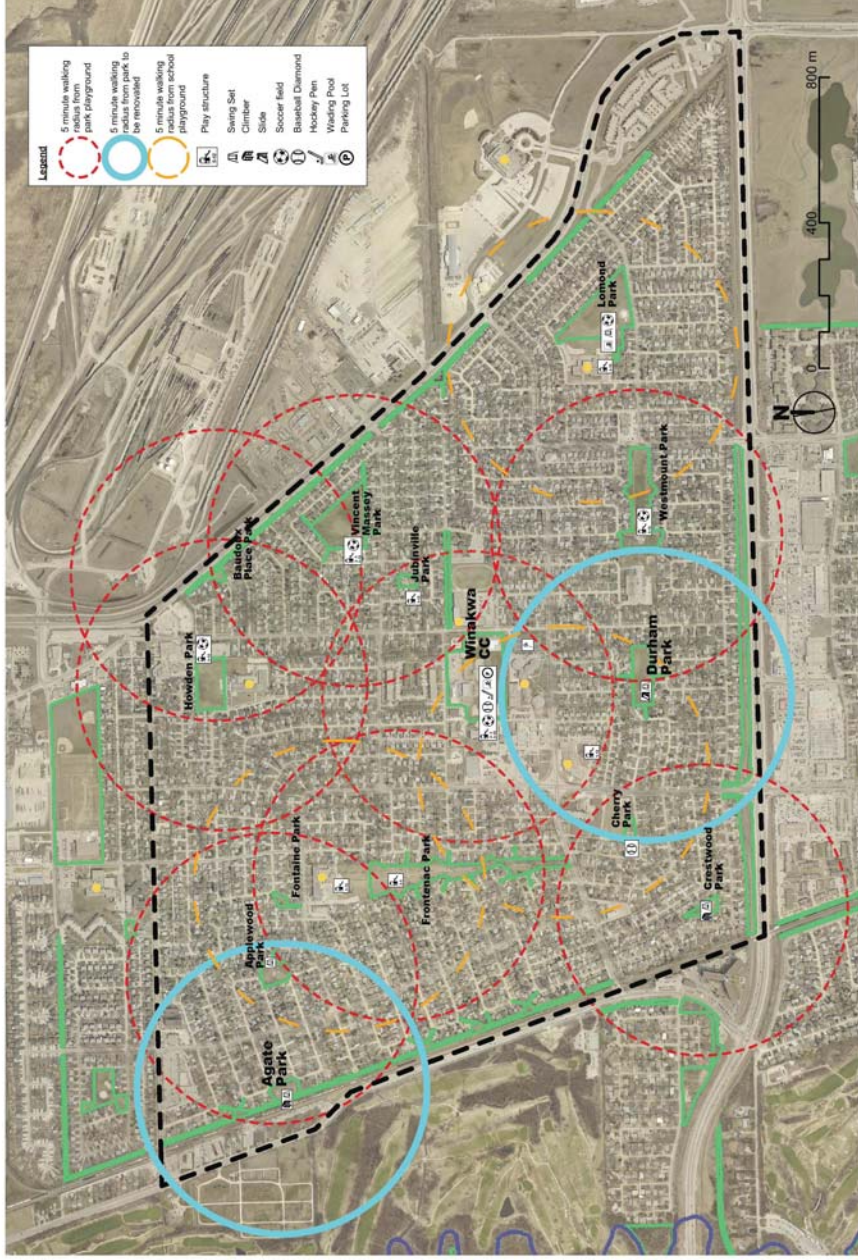 Legend
5 minute walking
radius from
park playground
5 minute walking
radius from park to
be renovated
5 minute walking
radius from school
playground
Play structure
Swing Set
Climber
Slide
Soccer field
Baseball Diamond
Hockey Pen
Wading Pool
P
Parking Lot
Baudoux
Place Park
Howden Park
Vincent
Massey
Park
Jubinville
Park
Lomond
Park
Winakwa
CC
P
Westmount Park
Durham
Park
Fontaine Park
Applewood
Park
Frontenac Park
Cherry
Park
Crestwood
Park
Agate
Park
N
0
400
800 m